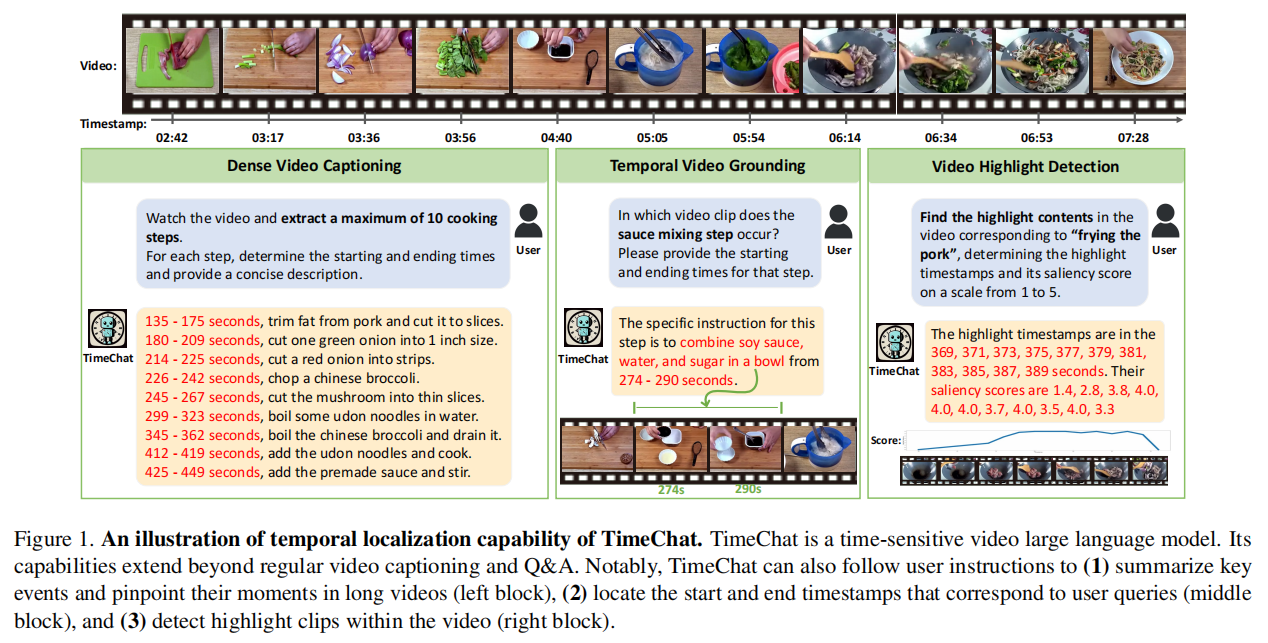 Video:
Timestamp:
02:42 03:17 03:36 03:56 04:40 05:05 05:54 06:14 06:34 06:53 07:28
Dense Video Captioning
Watch the video and extract a maximum of 10 cooking
steps.
For each step, determine the starting and ending times
and provide a concise description.
User
TimeChat
135 - 175 seconds, trim fat from pork and cut it to slices.
180 - 209 seconds, cut one green onion into 1 inch size.
214 - 225 seconds, cut a red onion into strips.
226 - 242 seconds, chop a chinese broccoli.
245 - 267 seconds, cut the mushroom into thin slices.
299 - 323 seconds, boil some udon noodles in water.
345 - 362 seconds, boil the chinese broccoli and drain it.
412 - 419 seconds, add the udon noodles and cook.
425 - 449 seconds, add the premade sauce and stir.
Temporal Video Grounding
In which video clip does the
sauce mixing step occur?
Please provide the starting
and ending times for that step.
User
TimeChat
The specific instruction for this
step is to combine soy sauce,
water, and sugar in a bowl from
274 - 290 seconds.
274s 290s
Video Highlight Detection
Find the highlight contents in the
video corresponding to “frying the
pork”, determining the highlight
timestamps and its saliency score
on a scale from 1 to 5.
User
TimeChat
The highlight timestamps are in the
369, 371, 373, 375, 377, 379, 381,
383, 385, 387, 389 seconds. Their
saliency scores are 1.4, 2.8, 3.8, 4.0,
4.0, 4.0, 3.7, 4.0, 3.5, 4.0, 3.3
Score:
Figure 1. An illustration of temporal localization capability of TimeChat. TimeChat is a time-sensitive video large language model. Its
capabilities extend beyond regular video captioning and Q&A. Notably, TimeChat can also follow user instructions to (1) summarize key
events and pinpoint their moments in long videos (left block), (2) locate the start and end timestamps that correspond to user queries (middle
block), and (3) detect highlight clips within the video (right block).